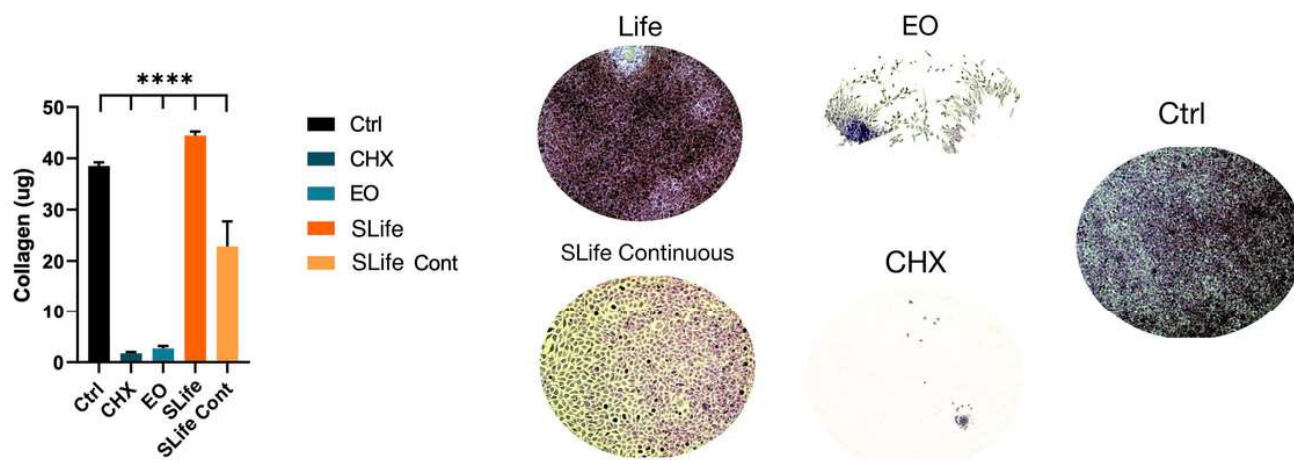 ****
Collagen (ug)
50
40
30
20
10
0
Ctrl
CHX
EO
SLife
SLife Cont
Ctrl
CHX
EO
SLife
SLife Cont
Life
EO
Ctrl
SLife Continuous
CHX